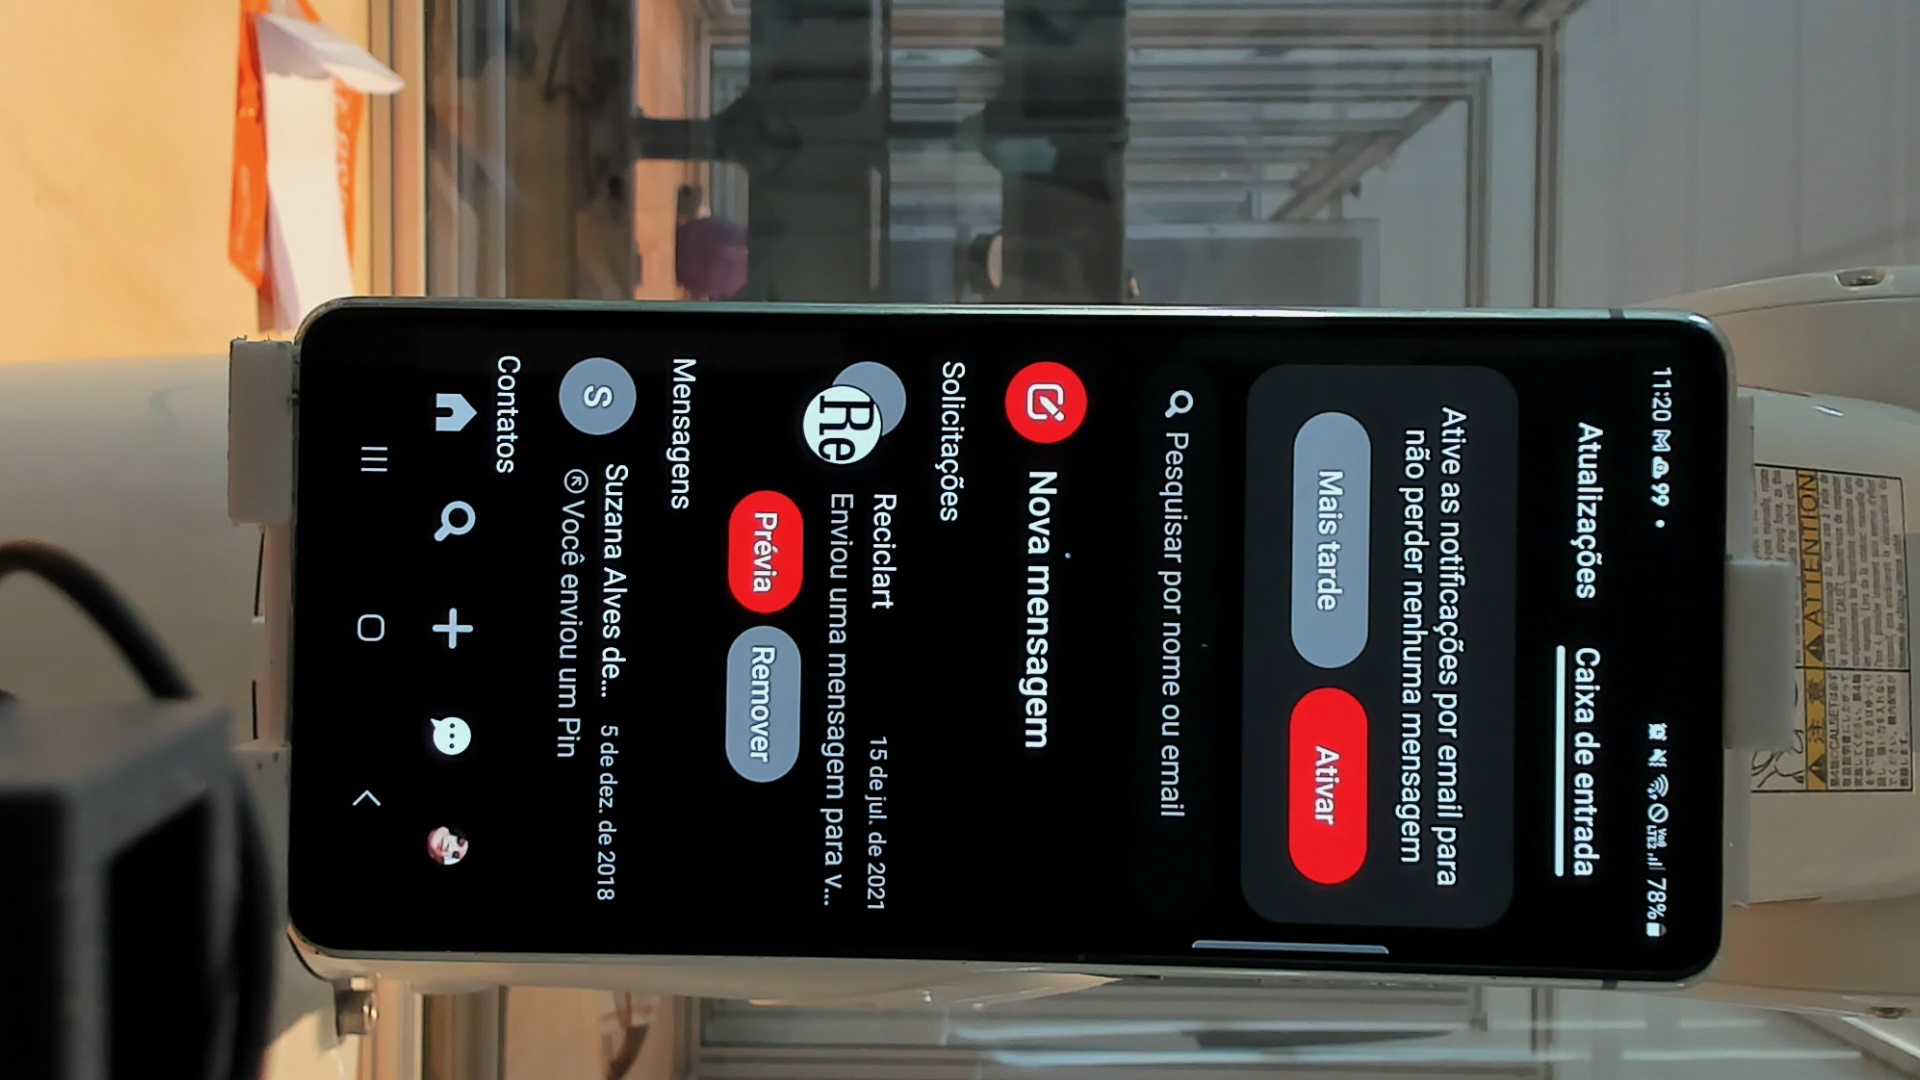 11:20 99
78%
Atualizações Caixa de entrada
Ative as notificações por email para
não perder nenhuma mensagem
Mais tarde Ativar
Pesquisar por nome ou email
Nova mensagem
Solicitações
Re
Reciclart 15 de jul. de 2021
Enviou uma mensagem para v...
Prévia Remover
Mensagens
S
Suzana Alves de... 5 de dez. de 2018
Você enviou um Pin
Contatos
ATTENTION
注意